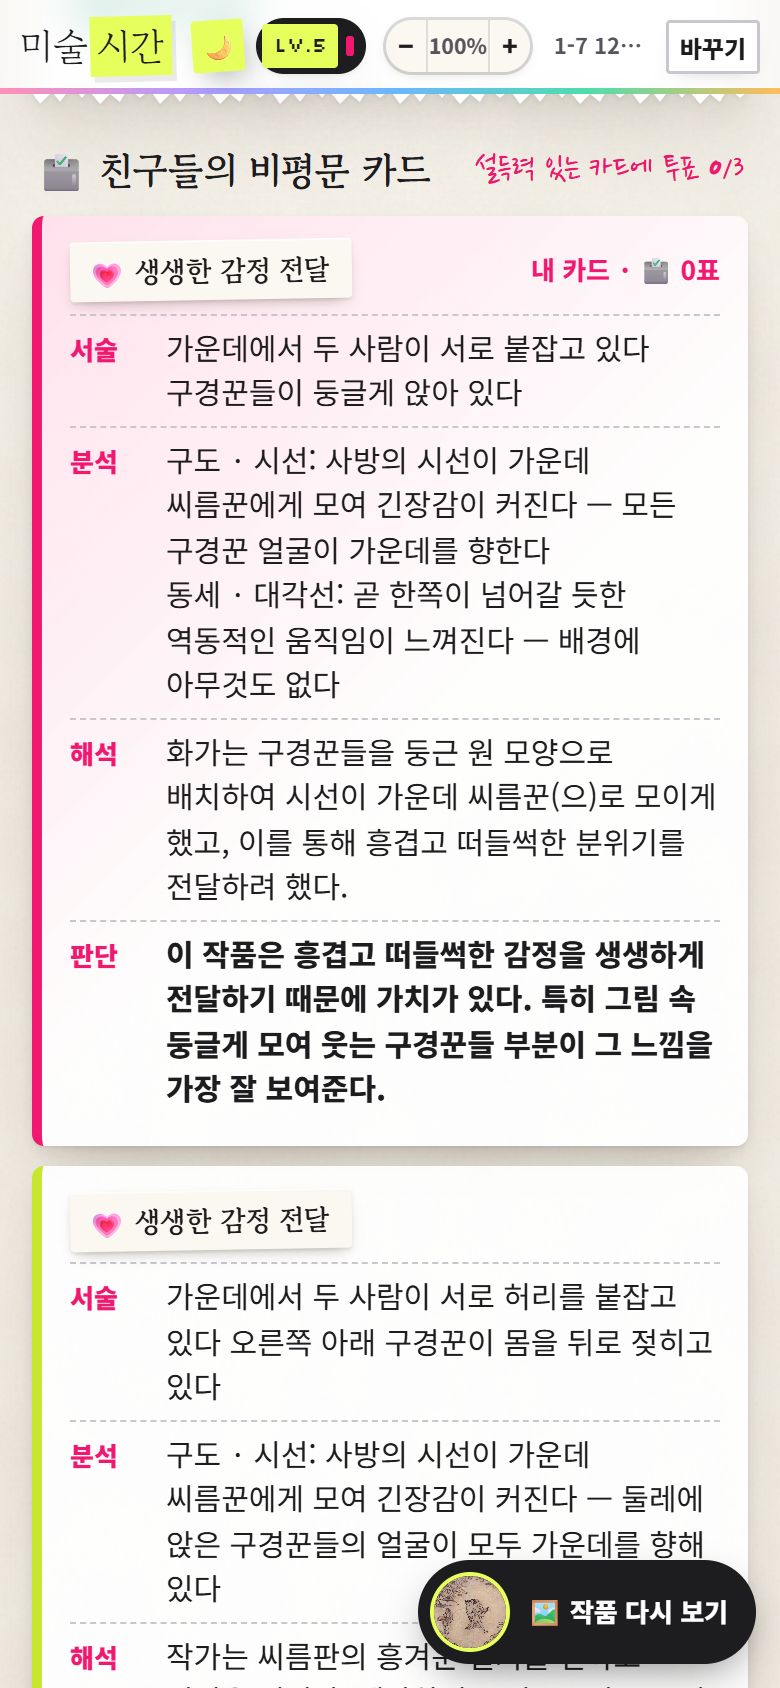 미술 시간 LV.5 − 100% + 1-7 12… 바꾸기
친구들의 비평문 카드 설득력 있는 카드에 투표 0/3
생생한 감정 전달 내 카드 · 0표
서술 가운데에서 두 사람이 서로 붙잡고 있다
구경꾼들이 둥글게 앉아 있다
분석 구도 · 시선: 사방의 시선이 가운데
씨름꾼에게 모여 긴장감이 커진다 — 모든
구경꾼 얼굴이 가운데를 향한다
동세 · 대각선: 곧 한쪽이 넘어갈 듯한
역동적인 움직임이 느껴진다 — 배경에
아무것도 없다
해석 화가는 구경꾼들을 둥근 원 모양으로
배치하여 시선이 가운데 씨름꾼(으)로 모이게
했고, 이를 통해 흥겹고 떠들썩한 분위기를
전달하려 했다.
판단 이 작품은 흥겹고 떠들썩한 감정을 생생하게
전달하기 때문에 가치가 있다. 특히 그림 속
둥글게 모여 웃는 구경꾼들 부분이 그 느낌을
가장 잘 보여준다.
생생한 감정 전달
서술 가운데에서 두 사람이 서로 허리를 붙잡고
있다 오른쪽 아래 구경꾼이 몸을 뒤로 젖히고
있다
분석 구도 · 시선: 사방의 시선이 가운데
씨름꾼에게 모여 긴장감이 커진다 — 둘레에
앉은 구경꾼들의 얼굴이 모두 가운데를 향해
있다
작품 다시 보기
해석 작가는 씨름판의 흥겨운